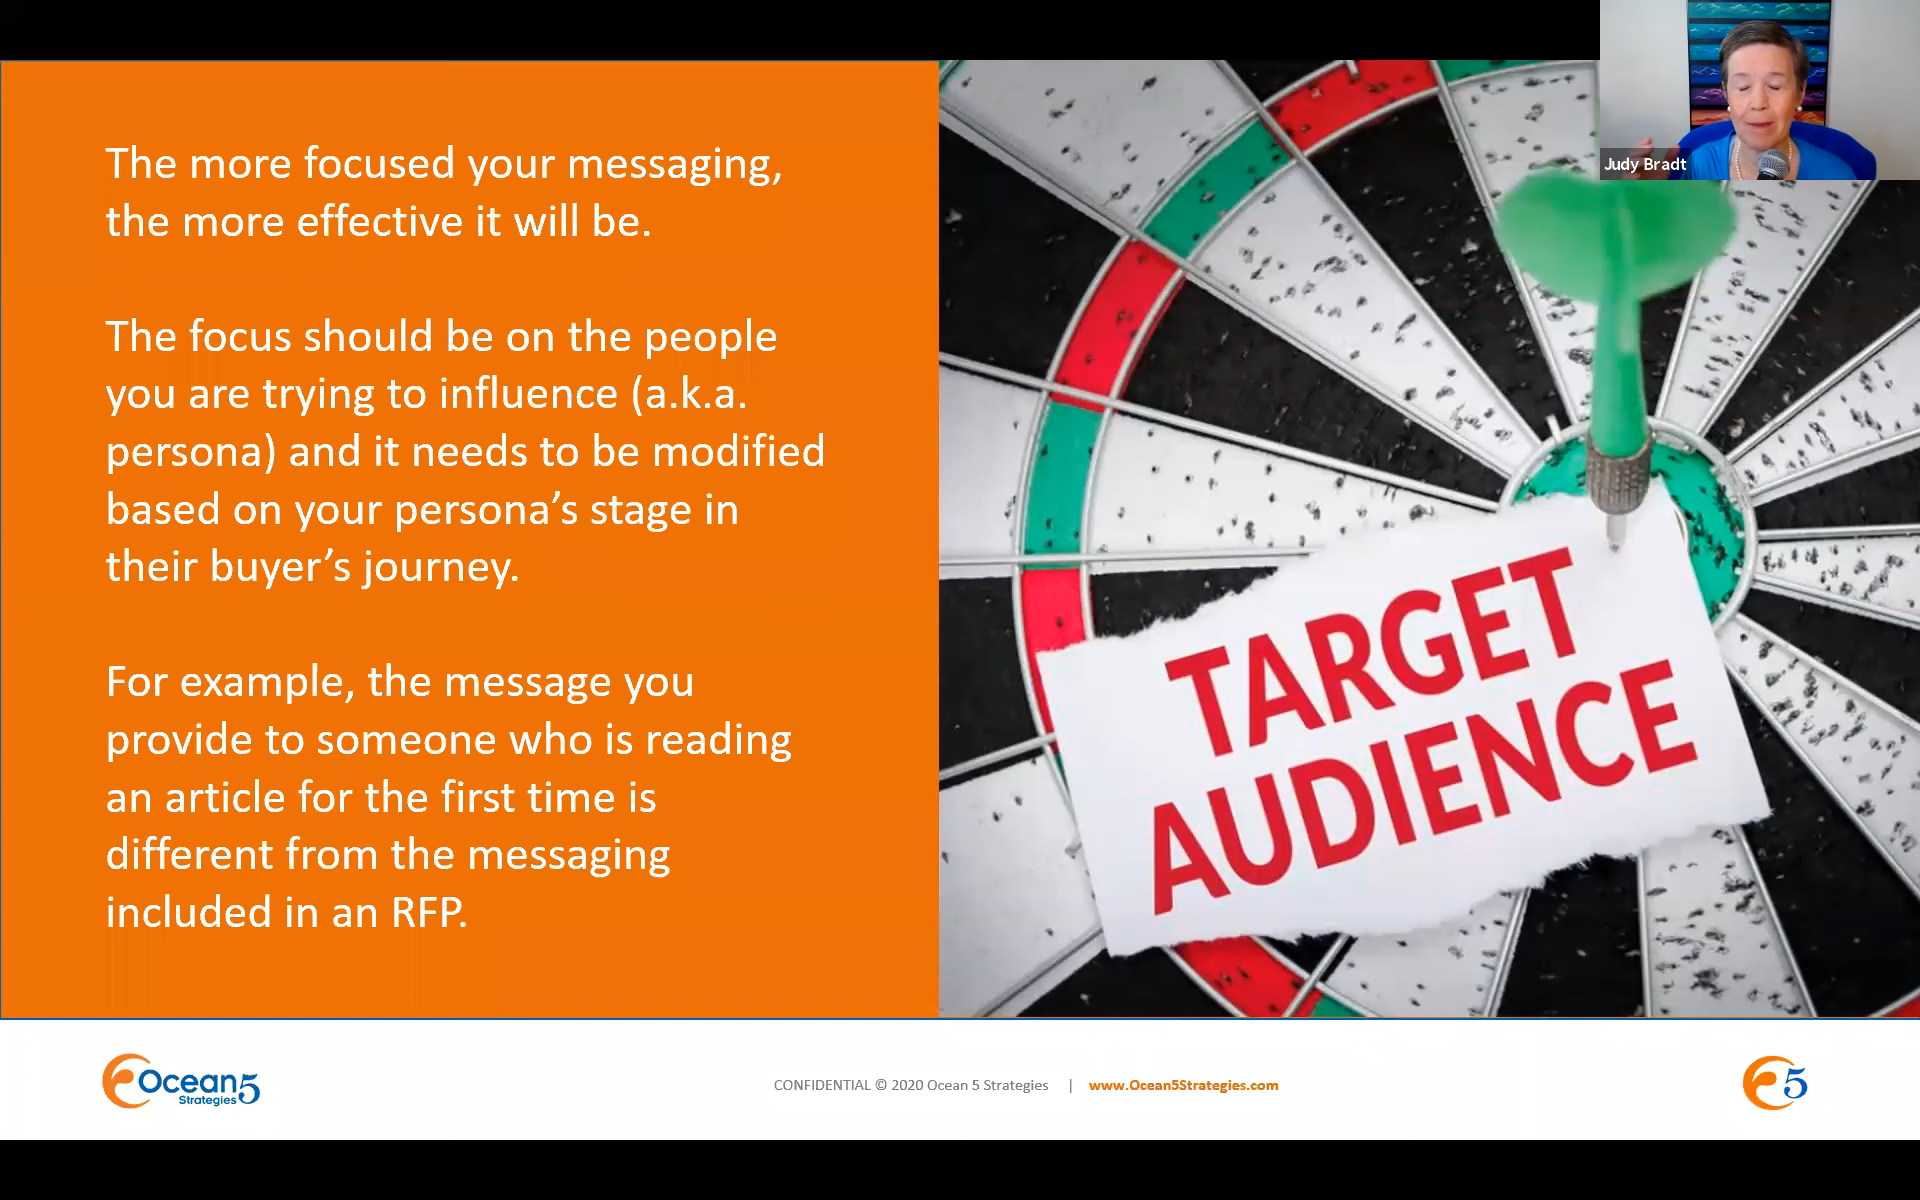 The more focused your messaging,
the more effective it will be.
The focus should be on the people
you are trying to influence (a.k.a.
persona) and it needs to be modified
based on your persona’s stage in
their buyer’s journey.
For example, the message you
provide to someone who is reading
an article for the first time is
different from the messaging
included in an RFP.
Judy Bradt
TARGET
AUDIENCE
Ocean5
Strategies
CONFIDENTIAL © 2020 Ocean 5 Strategies | www.Ocean5Strategies.com
5